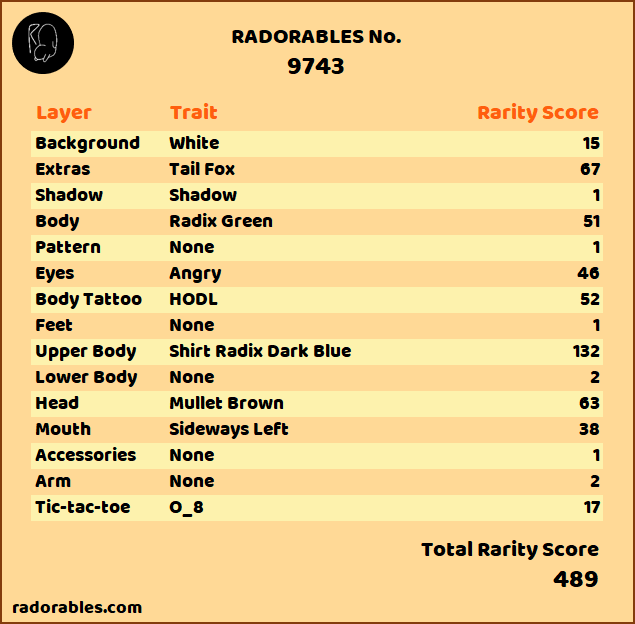 RADORABLES No.
9743
Layer Trait Rarity Score
Background White 15
Extras Tail Fox 67
Shadow Shadow 1
Body Radix Green 51
Pattern None 1
Eyes Angry 46
Body Tattoo HODL 52
Feet None 1
Upper Body Shirt Radix Dark Blue 132
Lower Body None 2
Head Mullet Brown 63
Mouth Sideways Left 38
Accessories None 1
Arm None 2
Tic-tac-toe O_8 17
Total Rarity Score
489
radorables.com